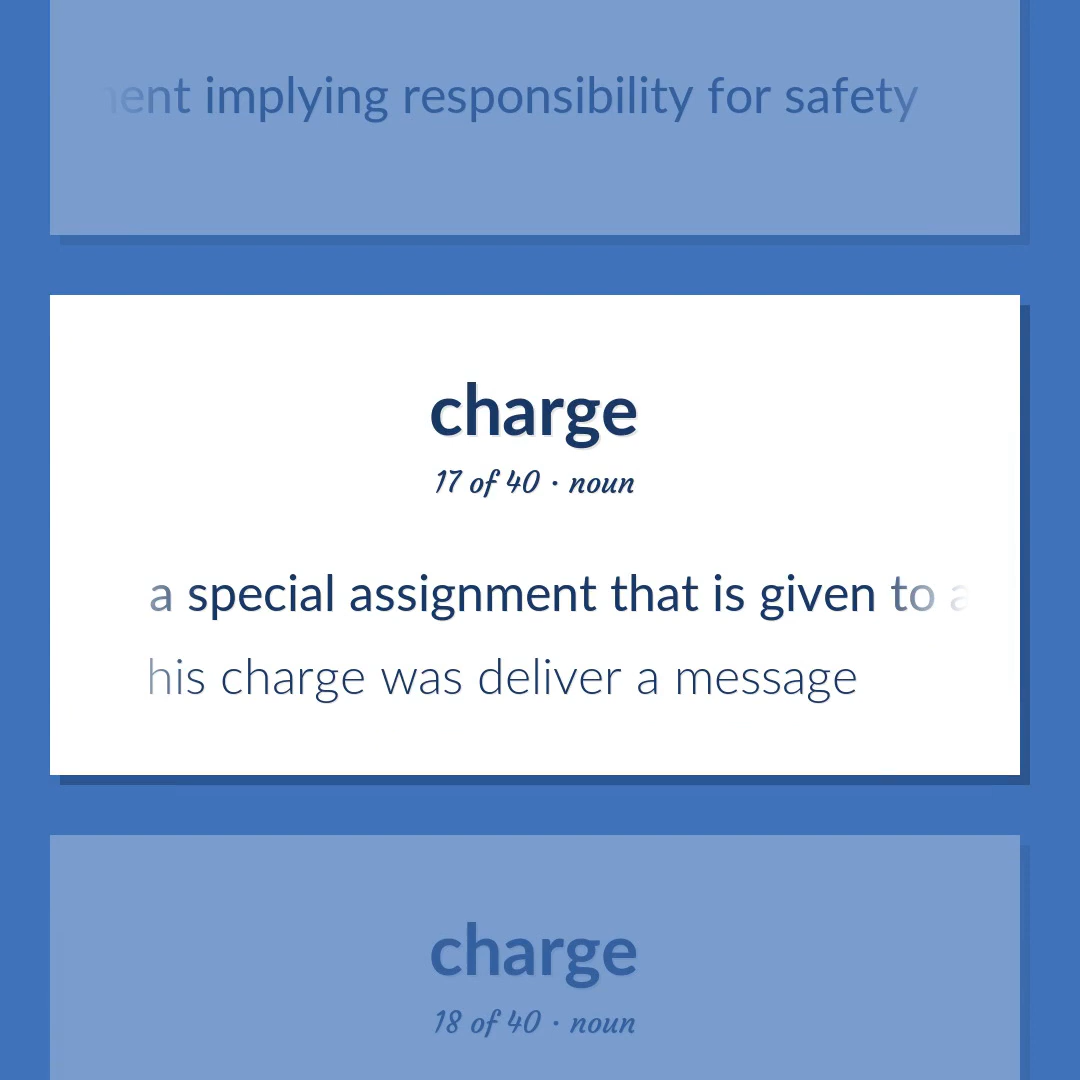 implying responsibility for safety
charge
17 of 40 · noun
a special assignment that is given to
his charge was deliver a message
charge
18 of 40 · noun